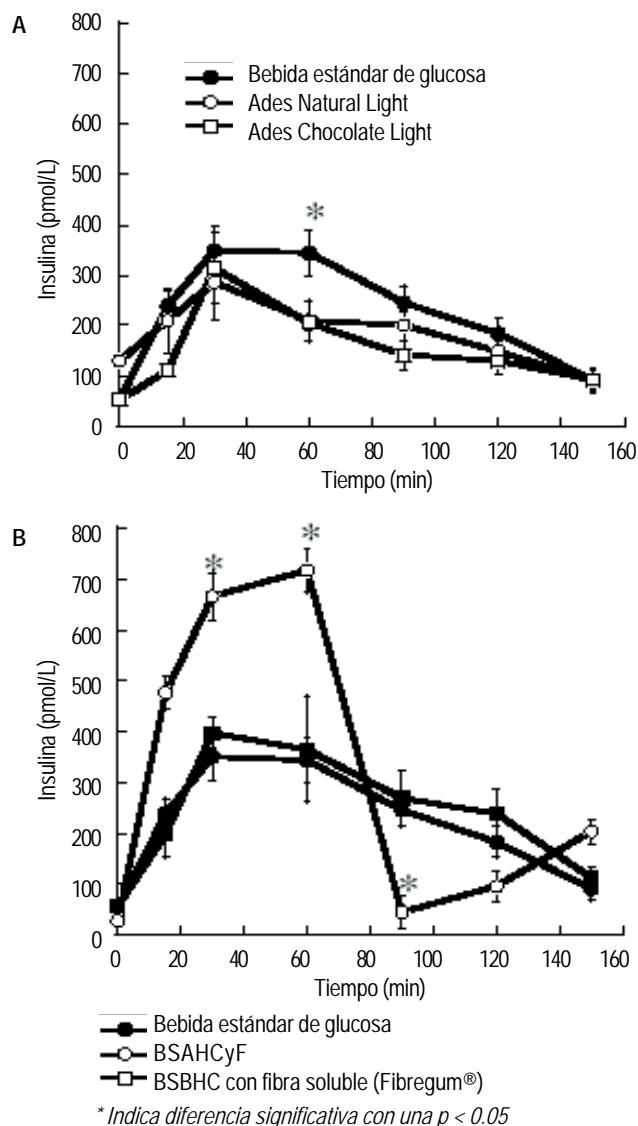 A
800
700
600
500
400
300
200
100
0
Insulina (pmol/L)
Bebida estándar de glucosa
Ades Natural Light
Ades Chocolate Light
*
0 20 40 60 80 100 120 140 160
Tiempo (min)
B
800
700
600
500
400
300
200
100
0
Insulina (pmol/L)
* *
*
0 20 40 60 80 100 120 140 160
Tiempo (min)
Bebida estándar de glucosa
BSAHCyF
BSBHC con fibra soluble (Fibregum®)
* Indica diferencia significativa con una p < 0.05